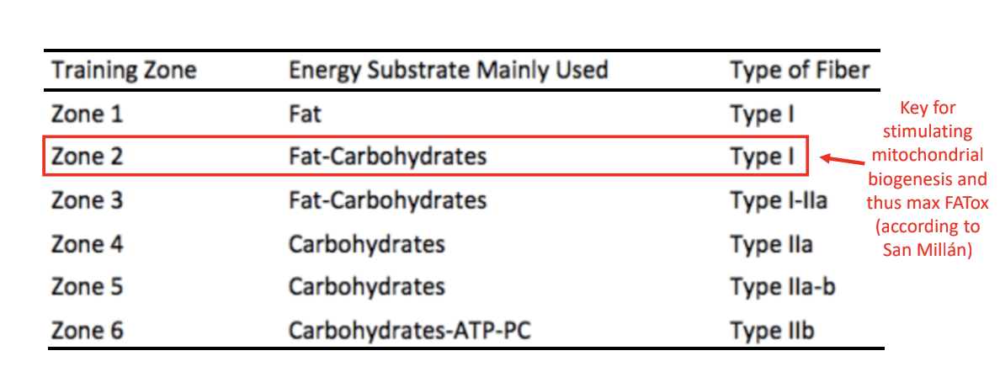 Training Zone Energy Substrate Mainly Used Type of Fiber
Zone 1 Fat Type I
Zone 2 Fat-Carbohydrates Type I
Zone 3 Fat-Carbohydrates Type I-IIa
Zone 4 Carbohydrates Type IIa
Zone 5 Carbohydrates Type IIa-b
Zone 6 Carbohydrates-ATP-PC Type IIb
Key for
stimulating
mitochondrial
biogenesis and
thus max FATox
(according to
San Millán)